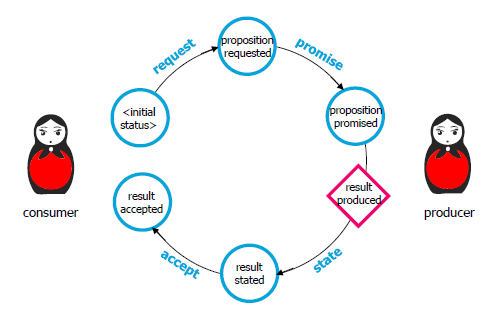 proposition
requested
request
promise
<initial
status>
proposition
promised
consumer
result
accepted
result
produced
producer
accept
result
stated
state